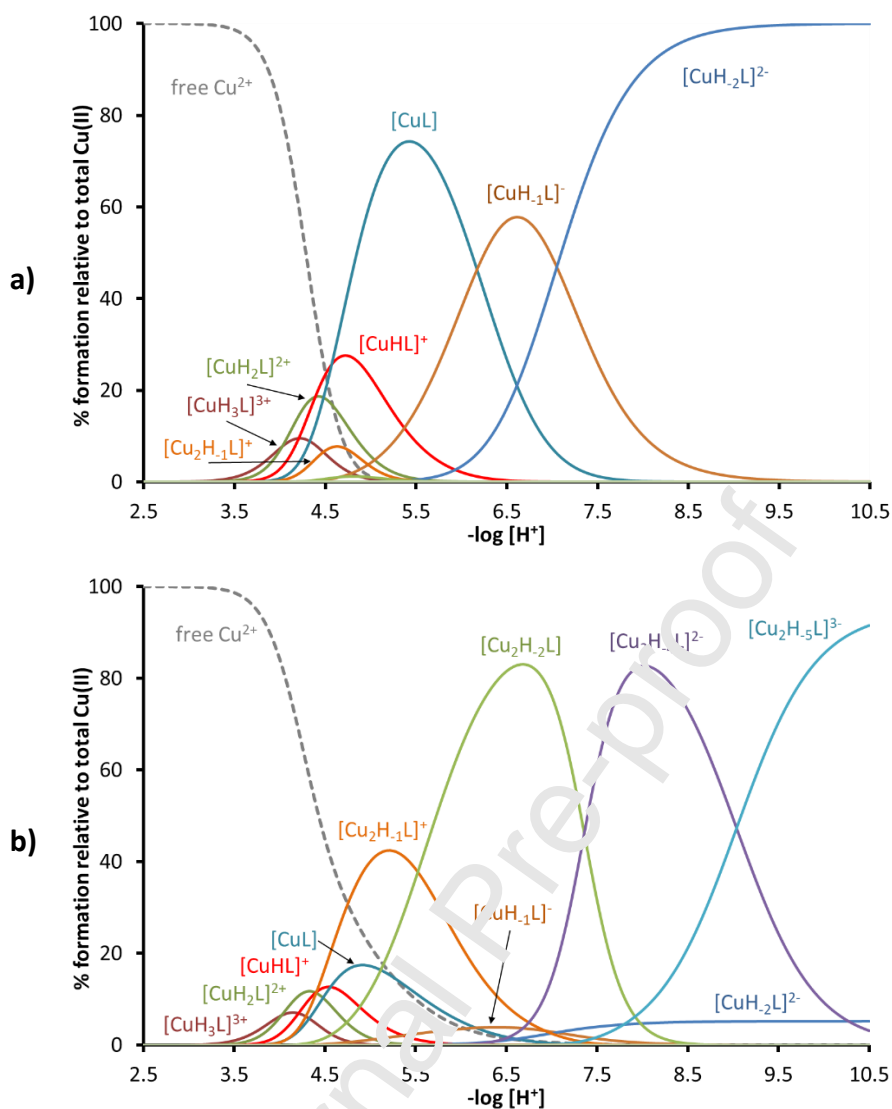 a)
% formation relative to total Cu(II)
100
80
60
40
20
0
free Cu²⁺
[CuH₋₂L]²⁻
[CuL]
[CuH₋₁L]⁻
[CuHL]⁺
[CuH₂L]²⁺
[CuH₃L]³⁺
[Cu₂H₋₁L]⁺
2.5 3.5 4.5 5.5 6.5 7.5 8.5 9.5 10.5
-log [H⁺]
b)
% formation relative to total Cu(II)
100
80
60
40
20
0
free Cu²⁺
[Cu₂H₋₂L]
[Cu₂H₋₅L]³⁻
[Cu₂H₋₁L]⁺
[CuH₋₁L]⁻
[CuL]
[CuHL]⁺
[CuH₂L]²⁺
[CuH₃L]³⁺
[CuH₋₂L]²⁻
2.5 3.5 4.5 5.5 6.5 7.5 8.5 9.5 10.5
-log [H⁺]
rnal Pre-proof